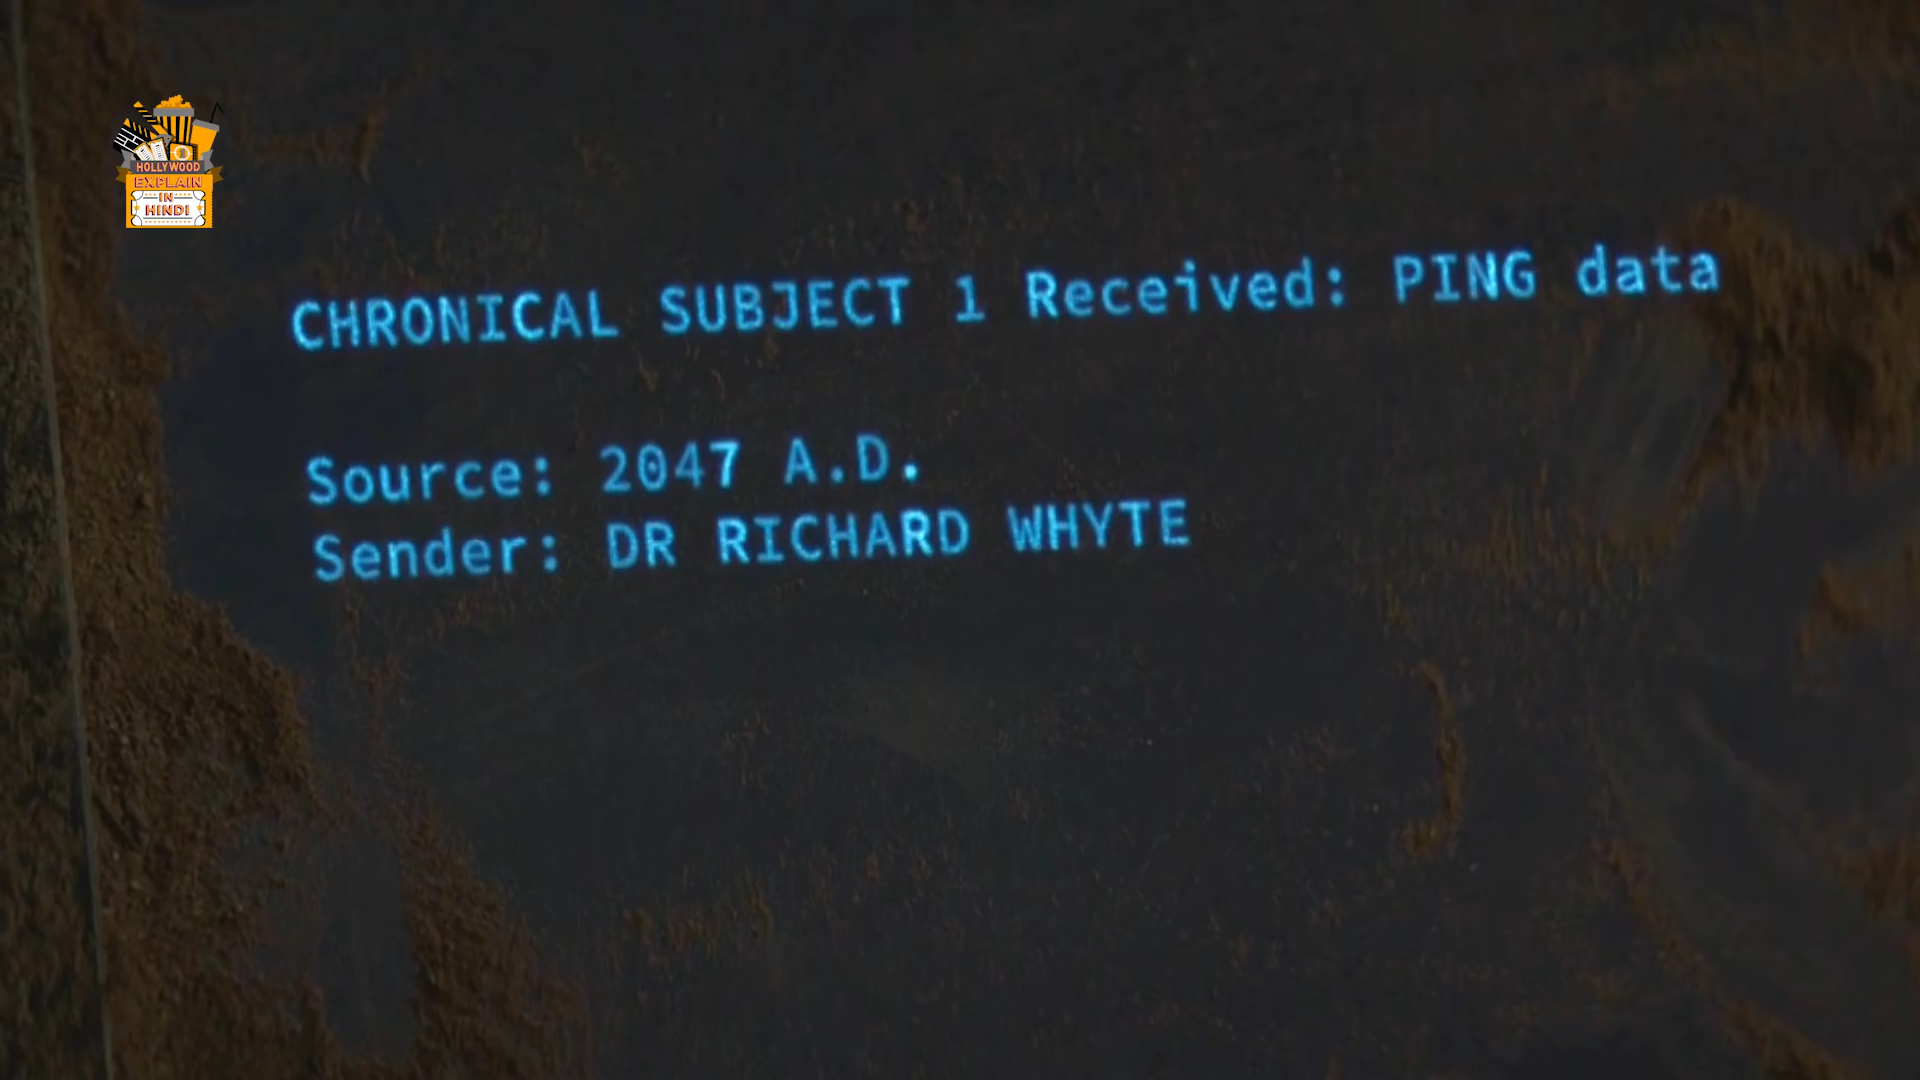 HOLLYWOOD
EXPLAIN
IN
HINDI
CHRONICAL SUBJECT 1 Received: PING data
Source: 2047 A.D.
Sender: DR RICHARD WHYTE